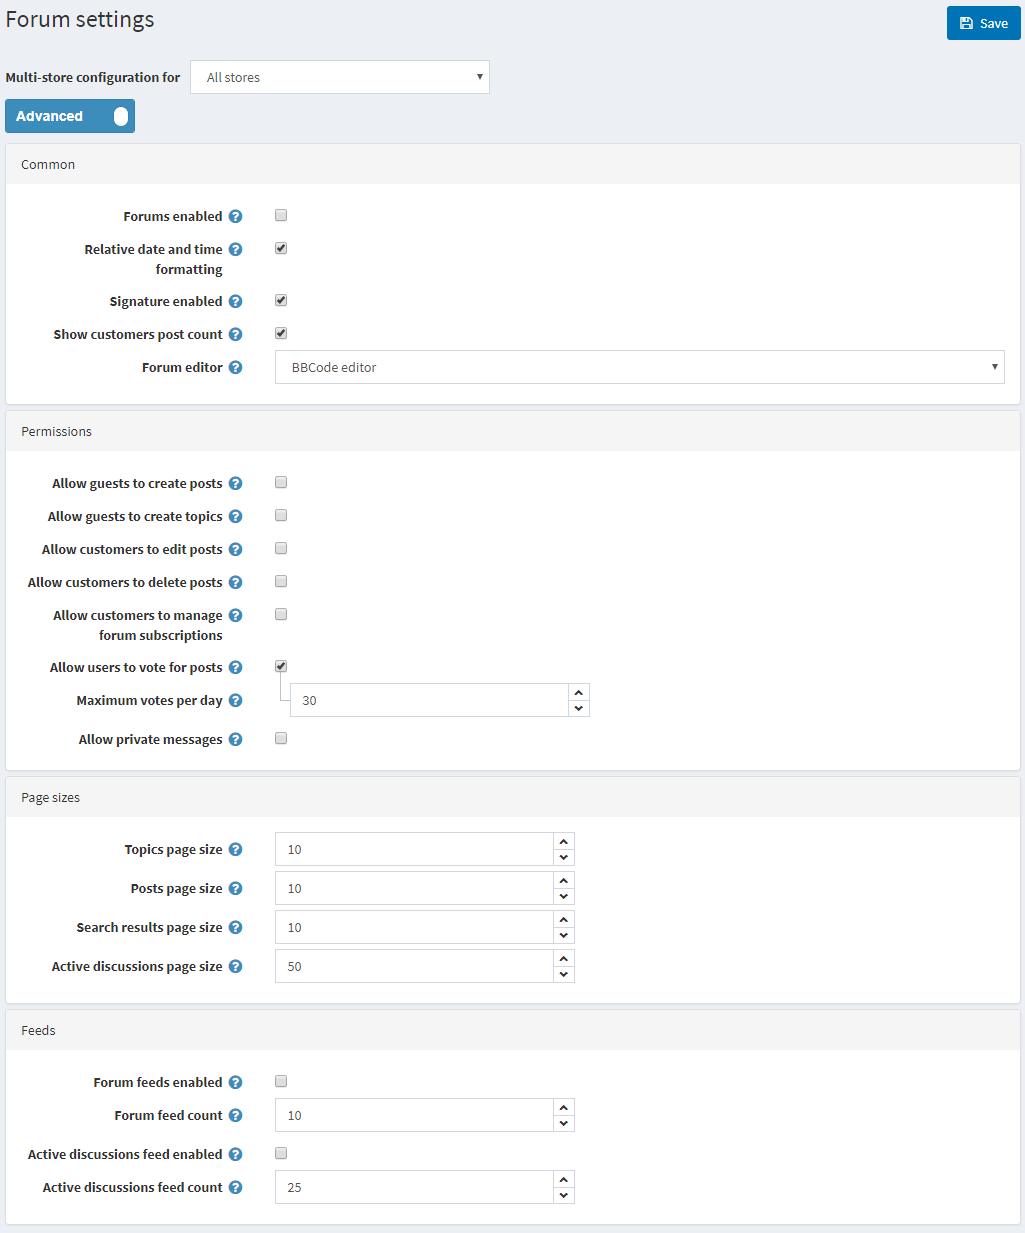 Forum settings
Save
Multi-store configuration for All stores
Advanced
Common
Forums enabled
Relative date and time
formatting
Signature enabled
Show customers post count
Forum editor BBCode editor
Permissions
Allow guests to create posts
Allow guests to create topics
Allow customers to edit posts
Allow customers to delete posts
Allow customers to manage
forum subscriptions
Allow users to vote for posts
Maximum votes per day 30
Allow private messages
Page sizes
Topics page size 10
Posts page size 10
Search results page size 10
Active discussions page size 50
Feeds
Forum feeds enabled
Forum feed count 10
Active discussions feed enabled
Active discussions feed count 25